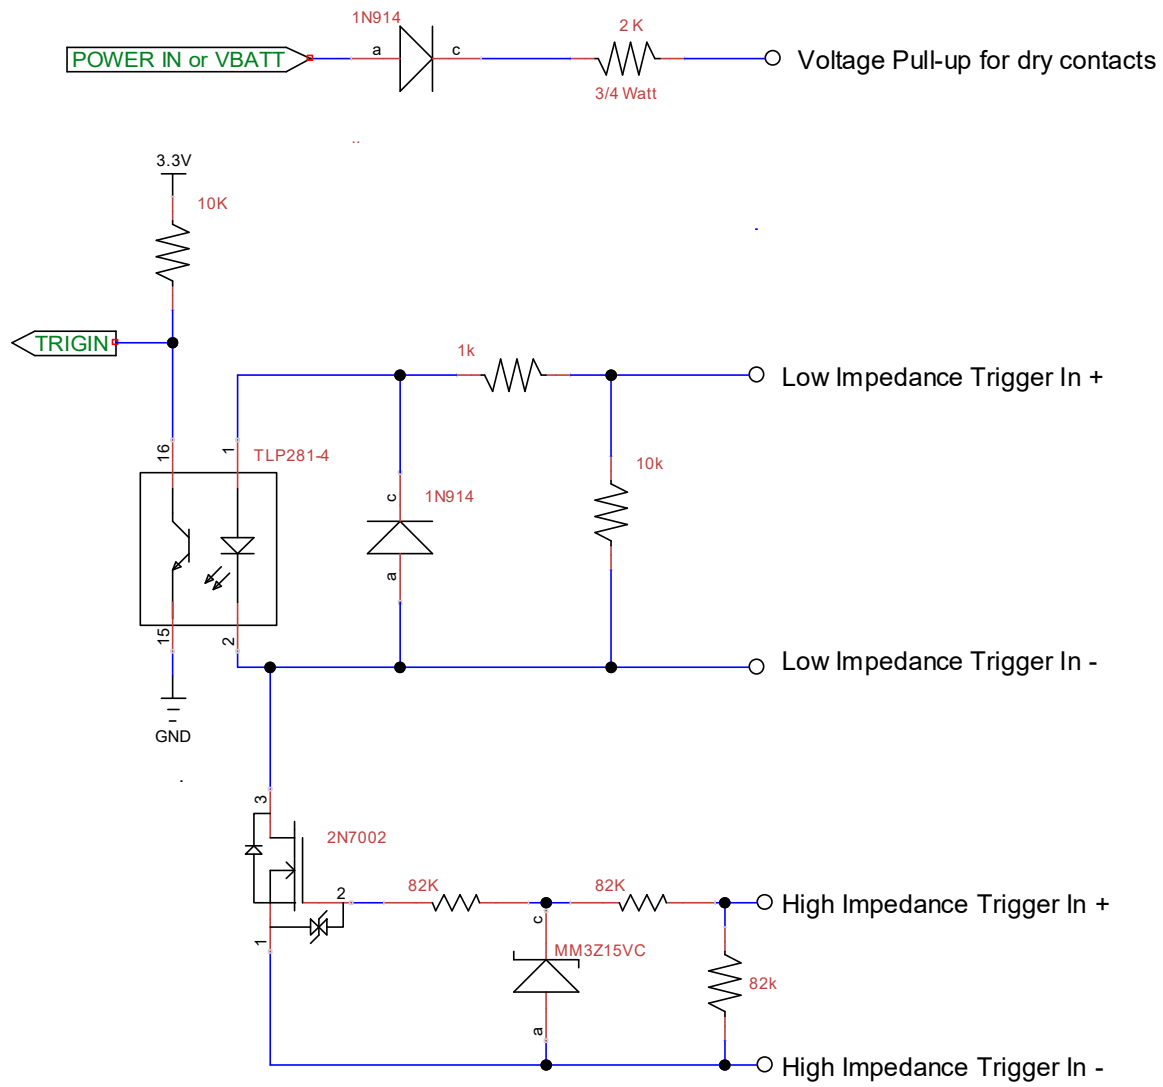 1N914
2 K
POWER IN or VBATT
a
c
Voltage Pull-up for dry contacts
3/4 Watt
3.3V
10K
TRIGIN
1k
Low Impedance Trigger In +
16
1
TLP281-4
10k
c
1N914
a
15
2
Low Impedance Trigger In -
GND
3
2N7002
2
82K
82K
High Impedance Trigger In +
c
1
MM3Z15VC
82k
a
High Impedance Trigger In -